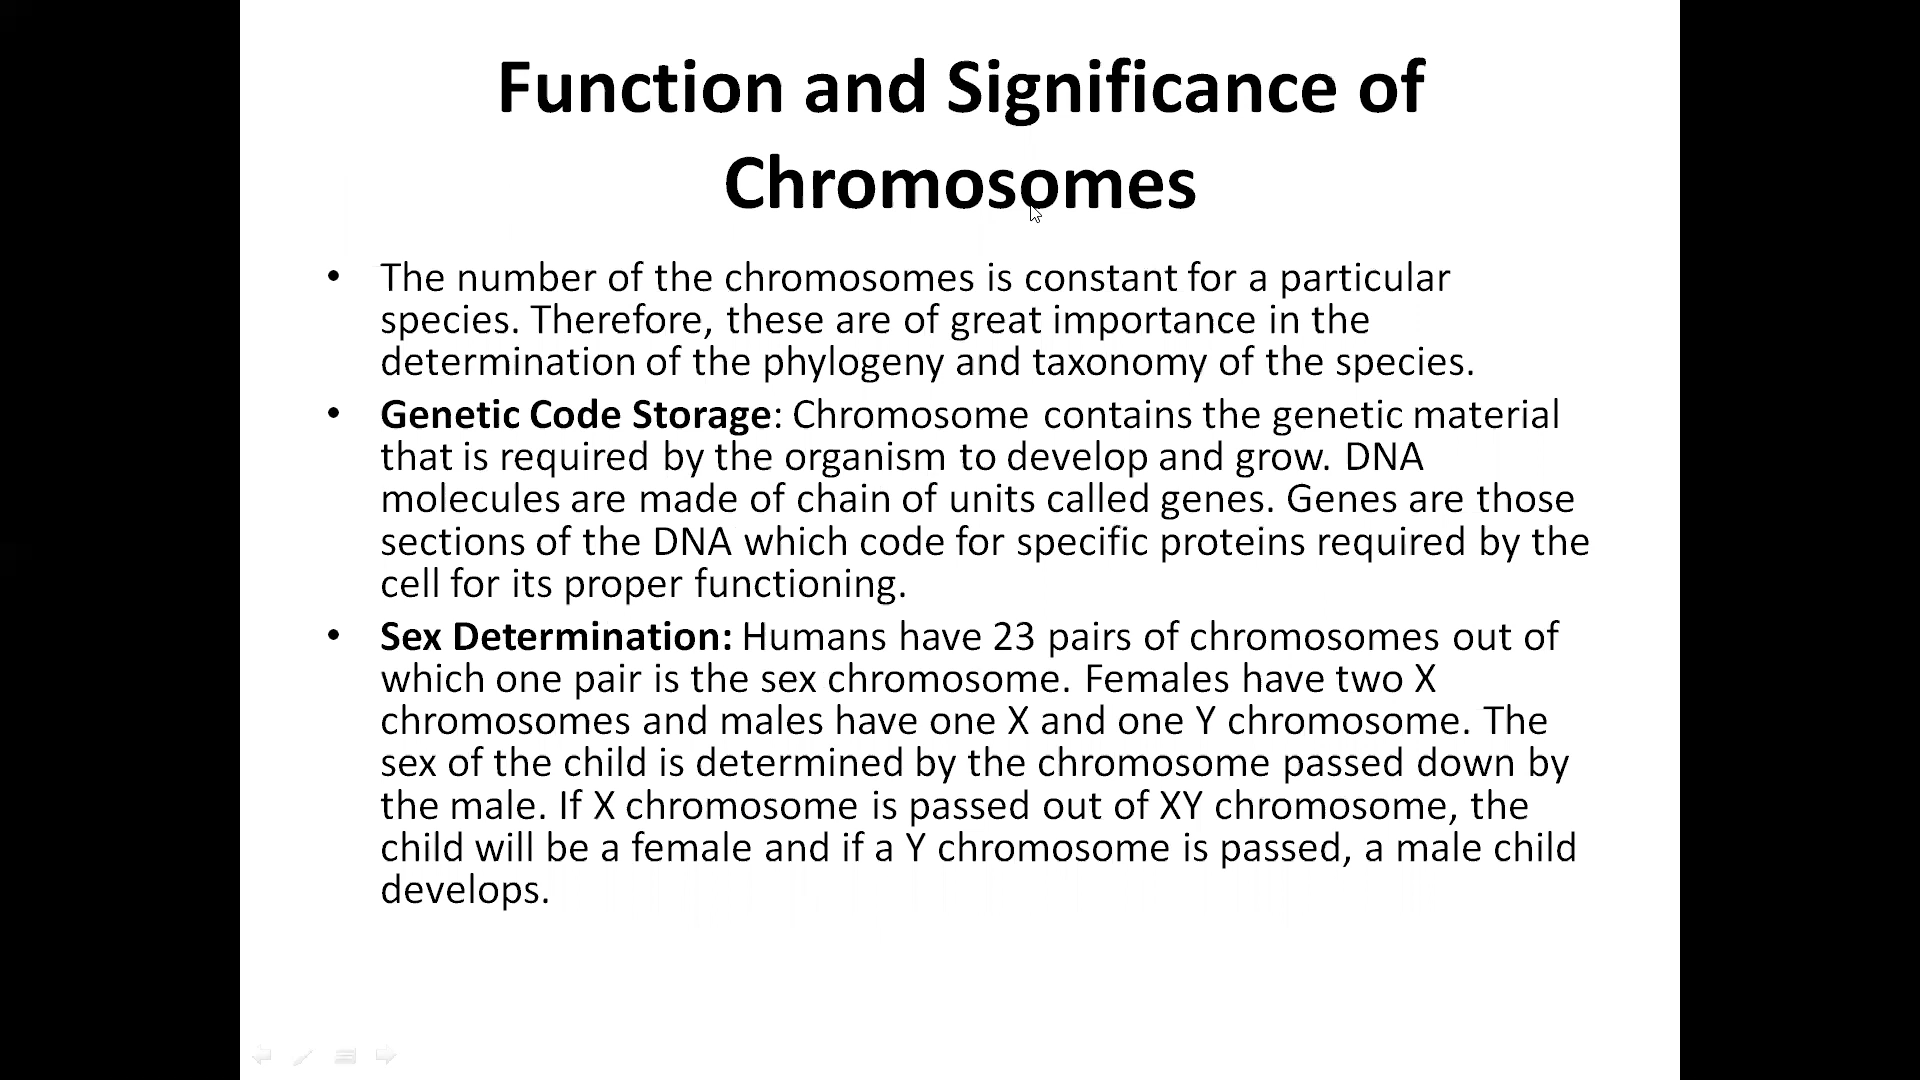 Function and Significance of
Chromosomes
• The number of the chromosomes is constant for a particular
species. Therefore, these are of great importance in the
determination of the phylogeny and taxonomy of the species.
• Genetic Code Storage: Chromosome contains the genetic material
that is required by the organism to develop and grow. DNA
molecules are made of chain of units called genes. Genes are those
sections of the DNA which code for specific proteins required by the
cell for its proper functioning.
• Sex Determination: Humans have 23 pairs of chromosomes out of
which one pair is the sex chromosome. Females have two X
chromosomes and males have one X and one Y chromosome. The
sex of the child is determined by the chromosome passed down by
the male. If X chromosome is passed out of XY chromosome, the
child will be a female and if a Y chromosome is passed, a male child
develops.